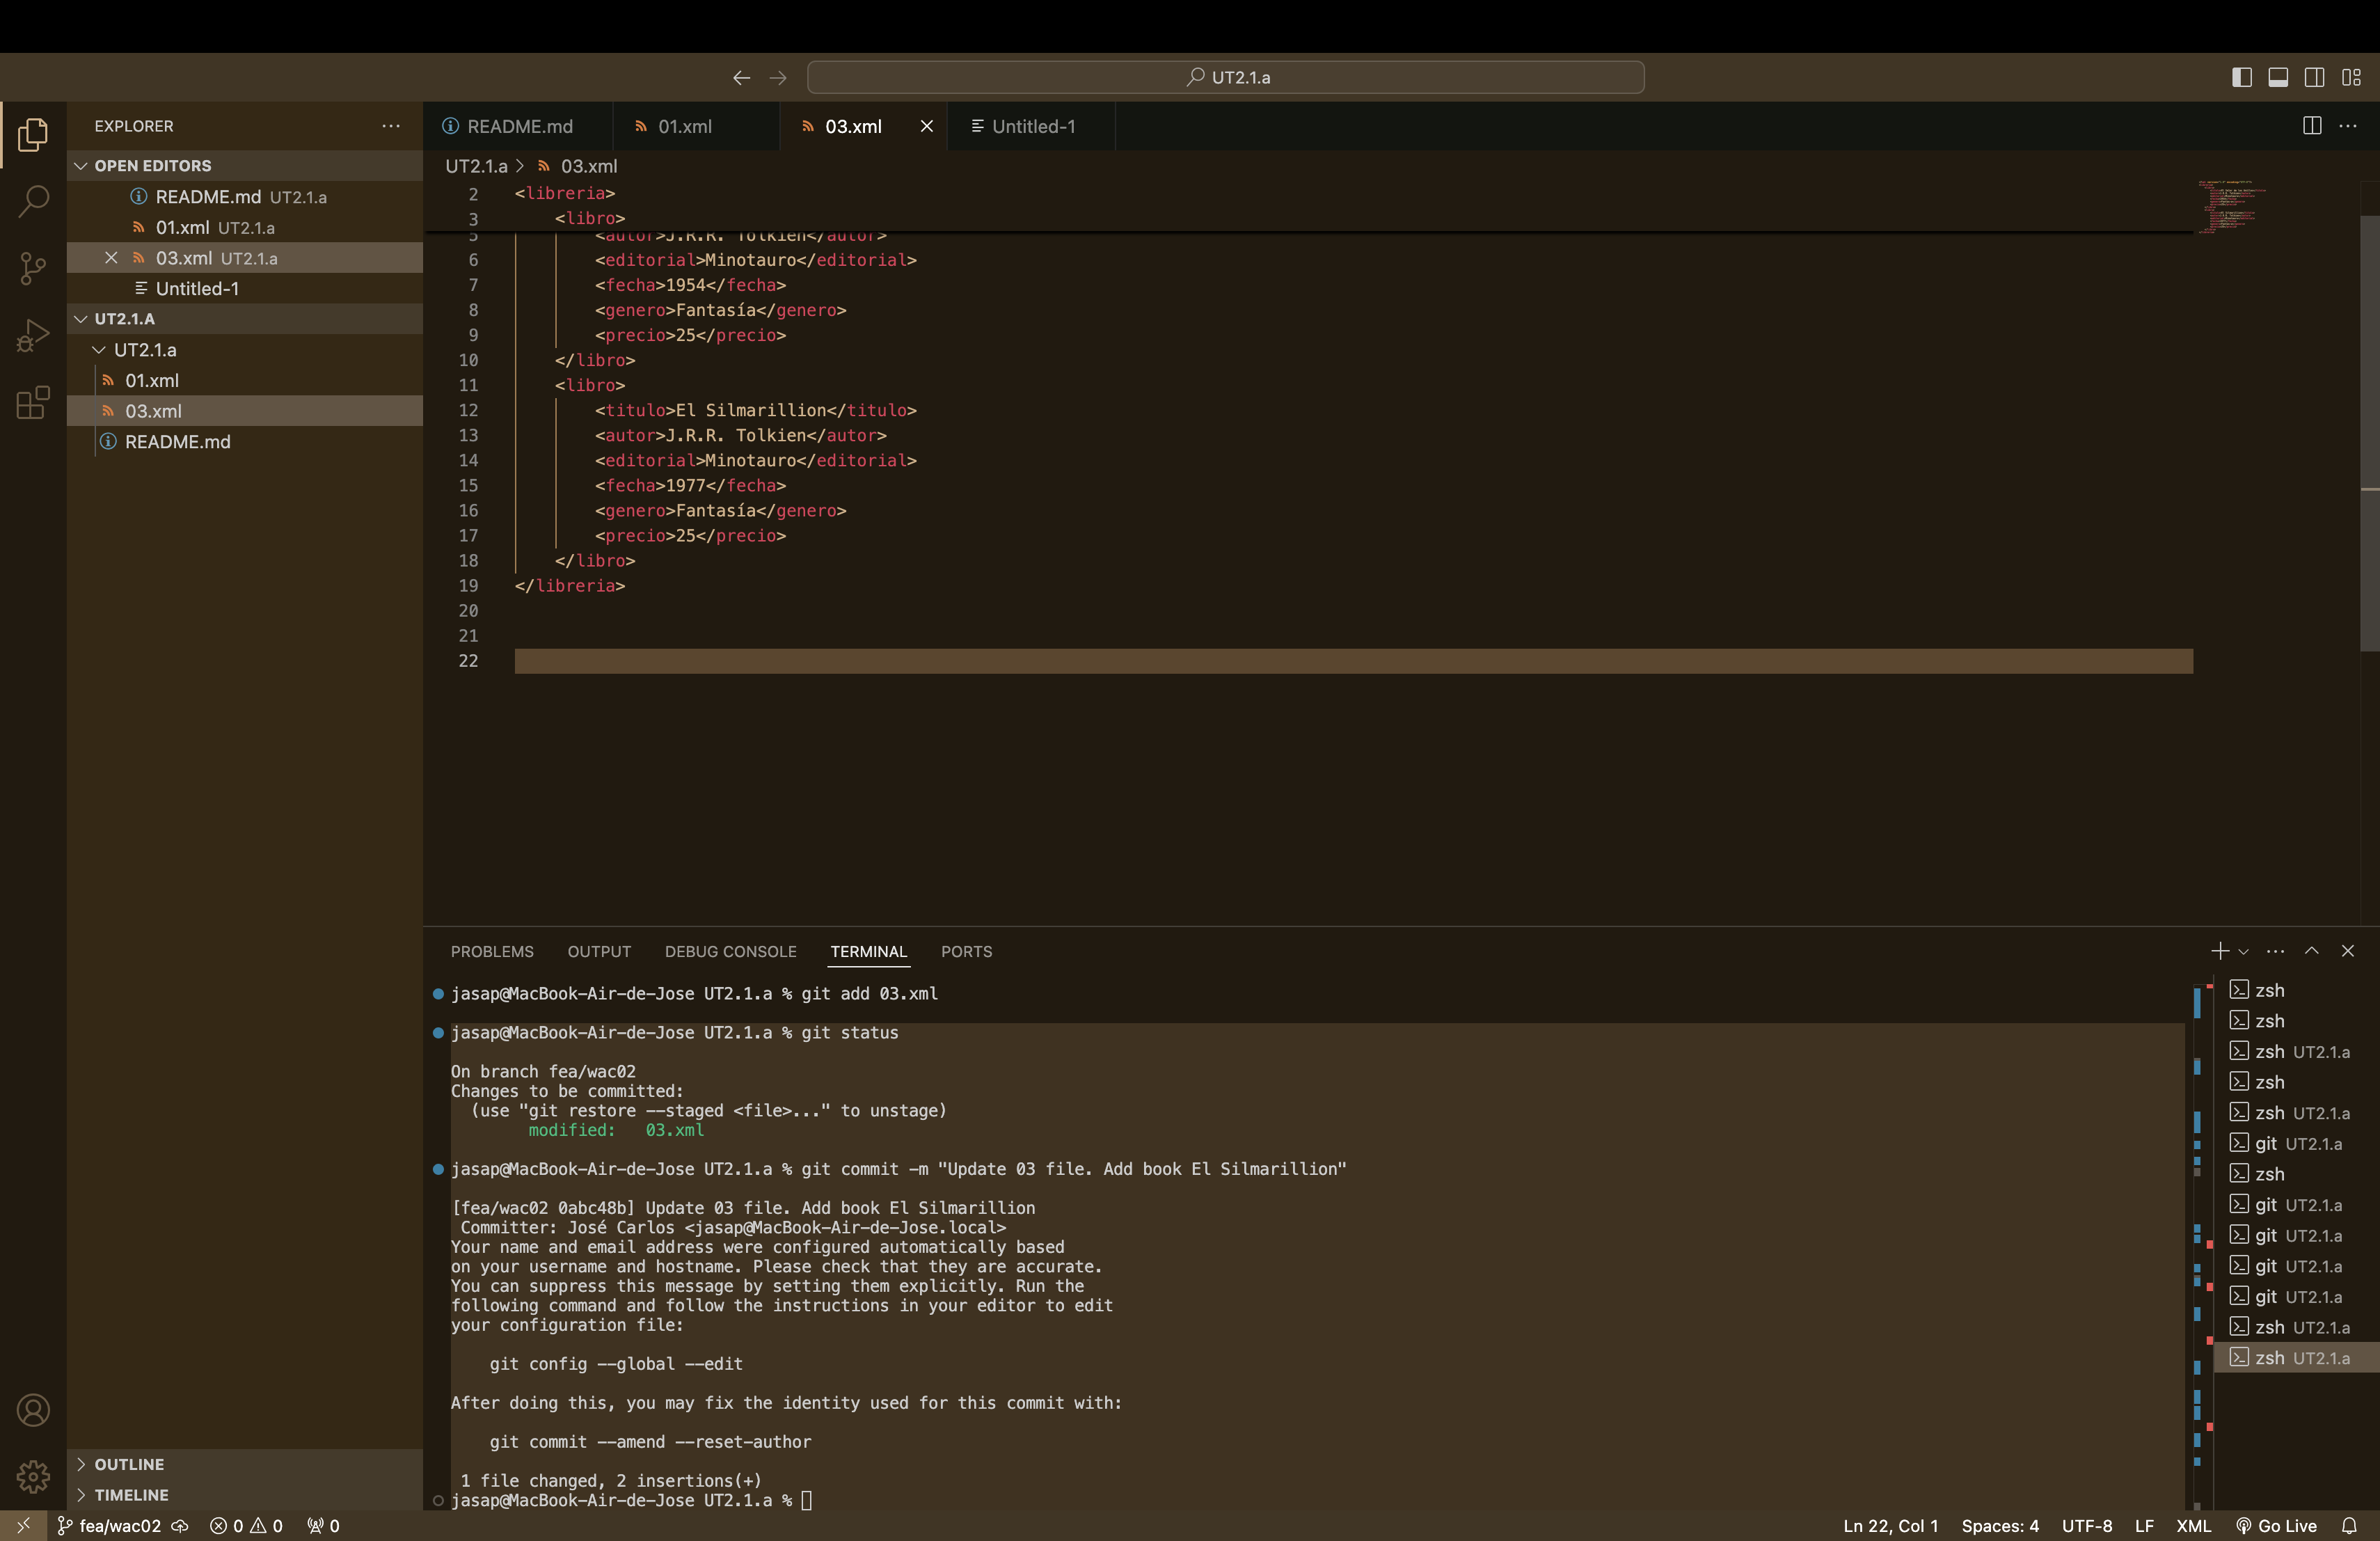 UT2.1.a
EXPLORER
OPEN EDITORS
README.md UT2.1.a
01.xml UT2.1.a
03.xml UT2.1.a
Untitled-1
UT2.1.A
UT2.1.a
01.xml
03.xml
README.md
OUTLINE
TIMELINE
README.md
01.xml
03.xml
Untitled-1
UT2.1.a > 03.xml
2 <libreria>
3 <libro>
5 <autor>J.R.R. Tolkien</autor>
6 <editorial>Minotauro</editorial>
7 <fecha>1954</fecha>
8 <genero>Fantasía</genero>
9 <precio>25</precio>
10 </libro>
11 <libro>
12 <titulo>El Silmarillion</titulo>
13 <autor>J.R.R. Tolkien</autor>
14 <editorial>Minotauro</editorial>
15 <fecha>1977</fecha>
16 <genero>Fantasía</genero>
17 <precio>25</precio>
18 </libro>
19 </libreria>
20
21
22
PROBLEMS OUTPUT DEBUG CONSOLE TERMINAL PORTS
jasap@MacBook-Air-de-Jose UT2.1.a % git add 03.xml
jasap@MacBook-Air-de-Jose UT2.1.a % git status
On branch fea/wac02
Changes to be committed:
(use "git restore --staged <file>..." to unstage)
modified: 03.xml
jasap@MacBook-Air-de-Jose UT2.1.a % git commit -m "Update 03 file. Add book El Silmarillion"
[fea/wac02 0abc48b] Update 03 file. Add book El Silmarillion
Committer: José Carlos <jasap@MacBook-Air-de-Jose.local>
Your name and email address were configured automatically based
on your username and hostname. Please check that they are accurate.
You can suppress this message by setting them explicitly. Run the
following command and follow the instructions in your editor to edit
your configuration file:
git config --global --edit
After doing this, you may fix the identity used for this commit with:
git commit --amend --reset-author
1 file changed, 2 insertions(+)
jasap@MacBook-Air-de-Jose UT2.1.a %
zsh
zsh
zsh UT2.1.a
zsh
zsh UT2.1.a
git UT2.1.a
zsh
git UT2.1.a
git UT2.1.a
git UT2.1.a
git UT2.1.a
zsh UT2.1.a
zsh UT2.1.a
fea/wac02 0 0 0
Ln 22, Col 1 Spaces: 4 UTF-8 LF XML Go Live